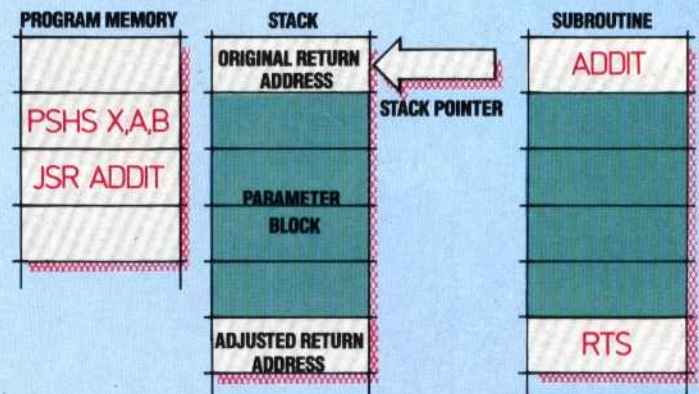 PROGRAM MEMORY
STACK
SUBROUTINE
ORIGINAL RETURN
ADDRESS
STACK POINTER
ADDIT
PSHS X,A,B
JSR ADDIT
PARAMETER
BLOCK
ADJUSTED RETURN
ADDRESS
RTS